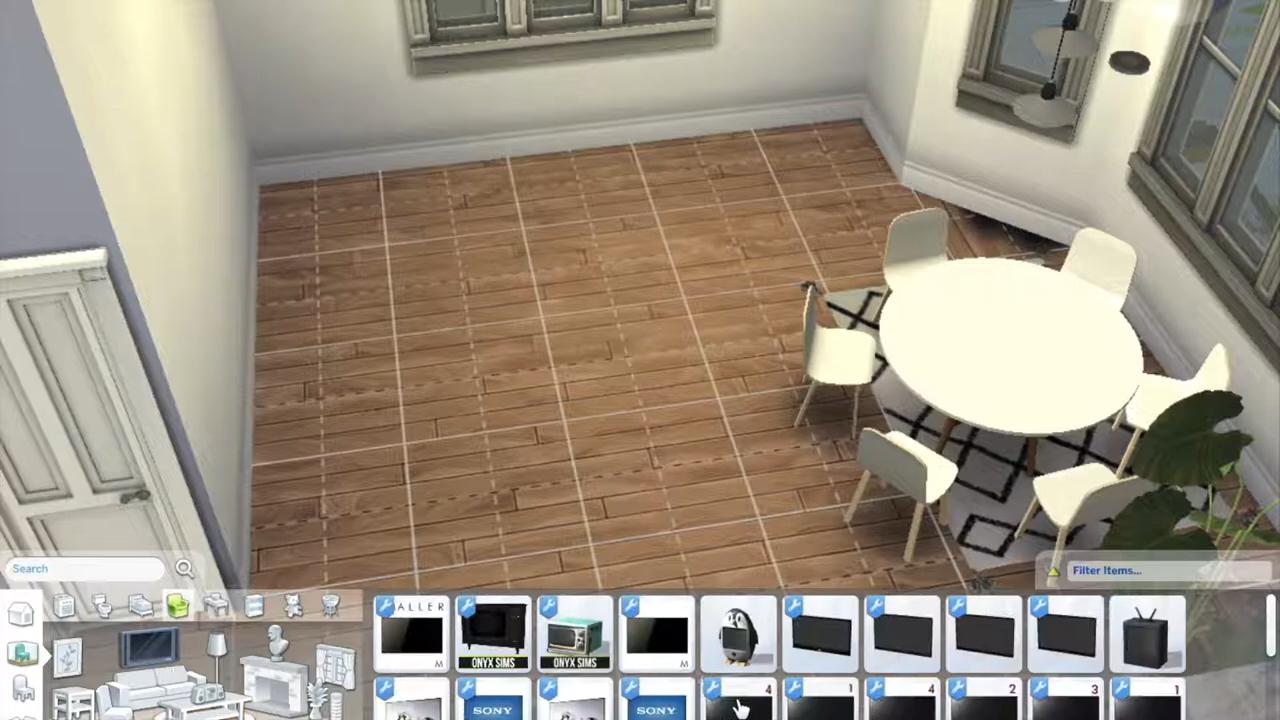 Search
Filter Items...
ALLER
M
ONYX SIMS
ONYX SIMS
M
SONY
SONY
4
1
4
2
3
1